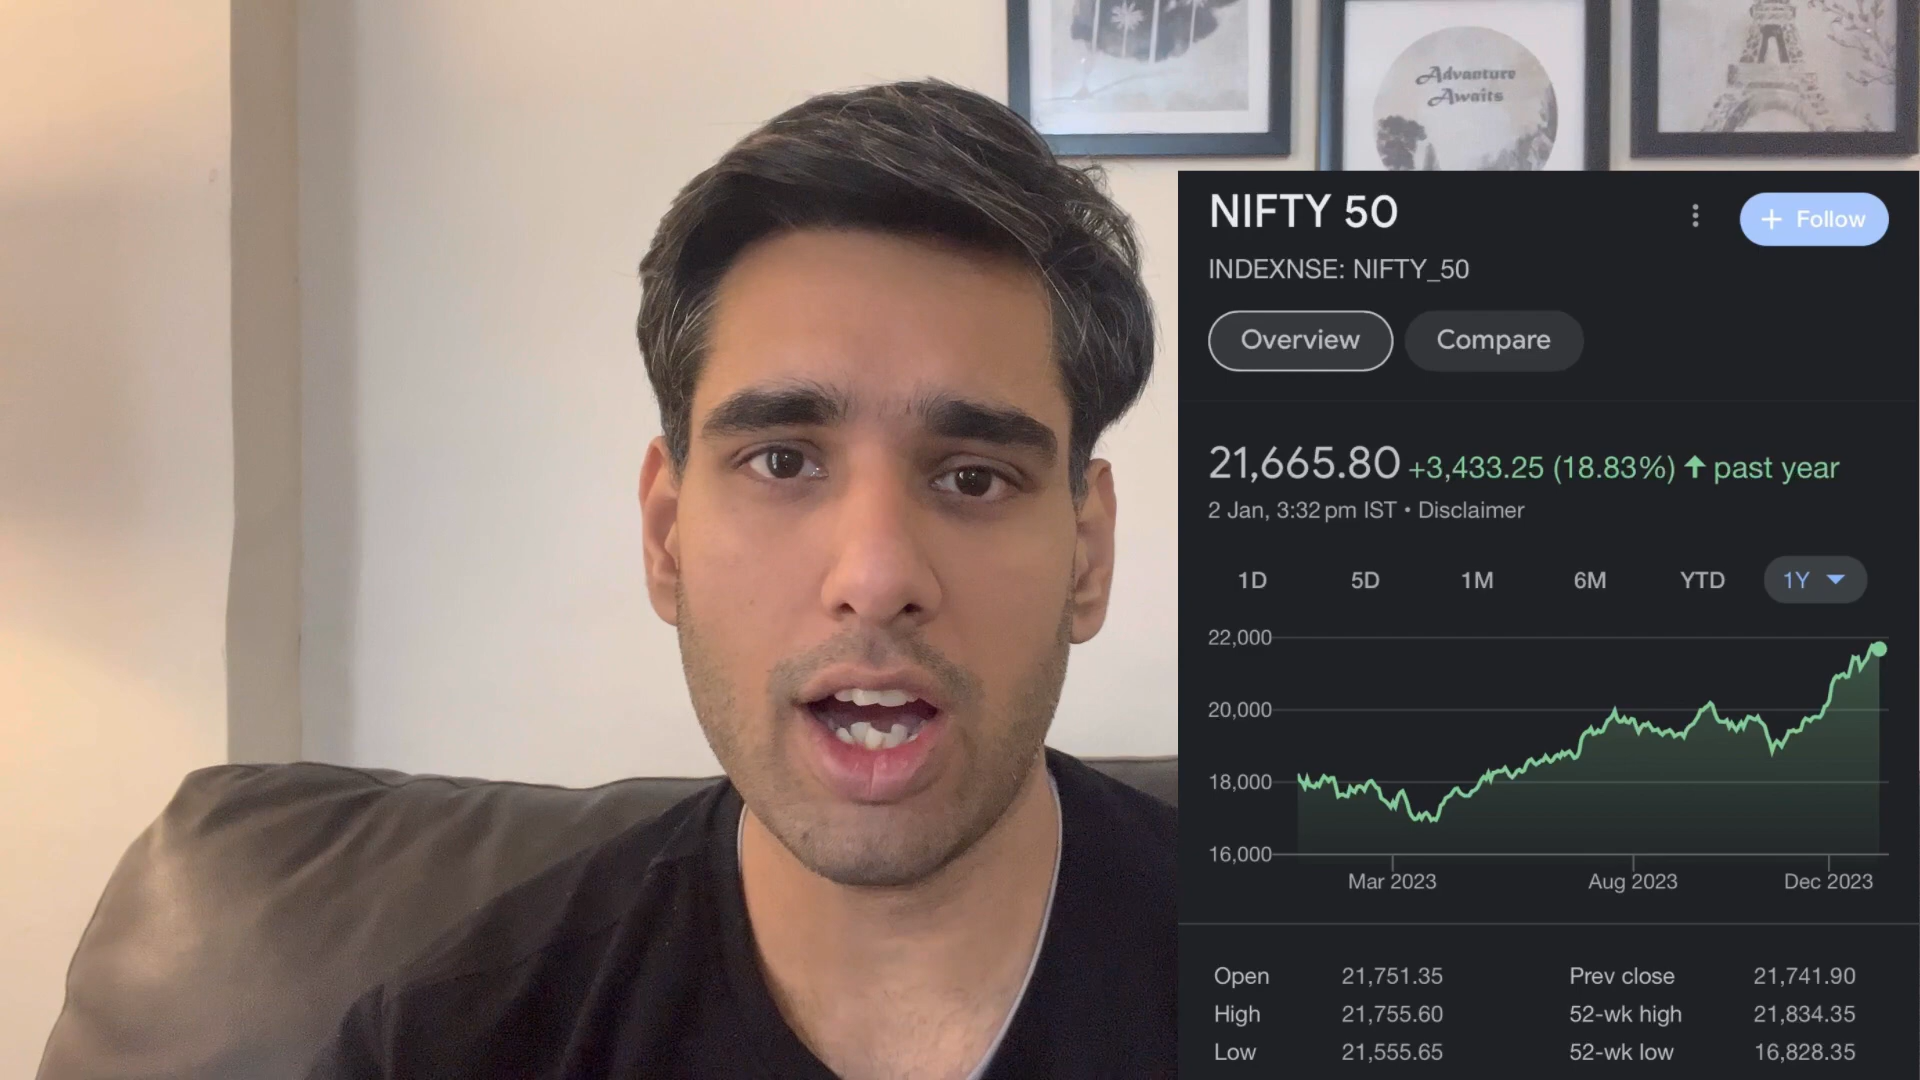 Advanture
Awaits
NIFTY 50
+ Follow
INDEXNSE: NIFTY_50
Overview Compare
21,665.80 +3,433.25 (18.83%) ↑ past year
2 Jan, 3:32 pm IST • Disclaimer
1D 5D 1M 6M YTD 1Y
22,000
20,000
18,000
16,000
Mar 2023 Aug 2023 Dec 2023
Open 21,751.35 Prev close 21,741.90
High 21,755.60 52-wk high 21,834.35
Low 21,555.65 52-wk low 16,828.35